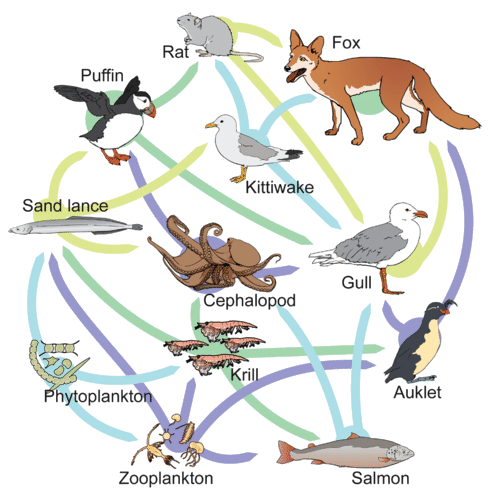 Rat
Fox
Puffin
Kittiwake
Sand lance
Gull
Cephalopod
Krill
Auklet
Phytoplankton
Zooplankton
Salmon